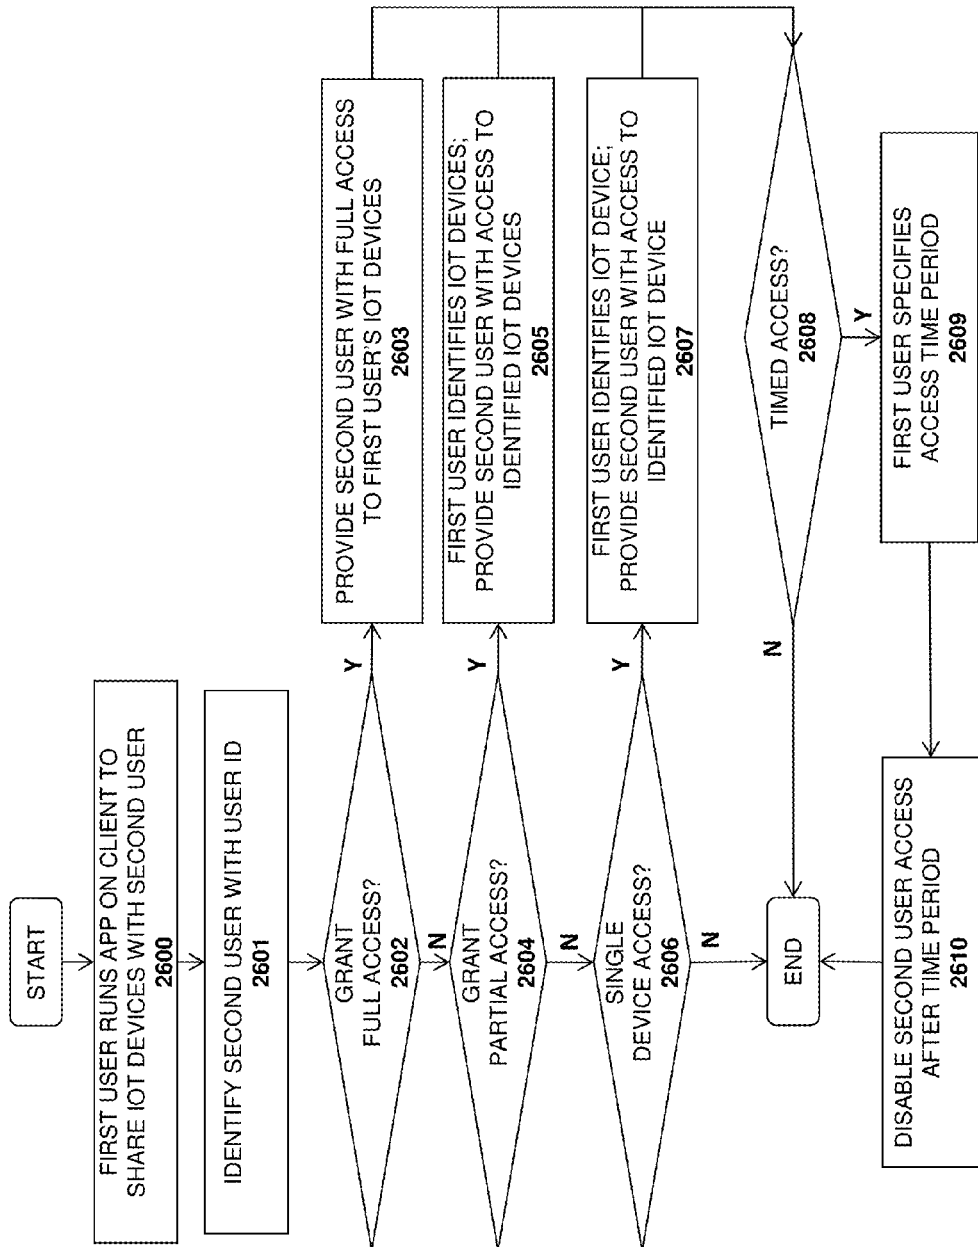 START
FIRST USER RUNS APP ON CLIENT TO
SHARE IOT DEVICES WITH SECOND USER
2600
IDENTIFY SECOND USER WITH USER ID
2601
GRANT
FULL ACCESS?
2602
Y
N
PROVIDE SECOND USER WITH FULL ACCESS
TO FIRST USER'S IOT DEVICES
2603
GRANT
PARTIAL ACCESS?
2604
Y
N
FIRST USER IDENTIFIES IOT DEVICES;
PROVIDE SECOND USER WITH ACCESS TO
IDENTIFIED IOT DEVICES
2605
SINGLE
DEVICE ACCESS?
2606
Y
N
FIRST USER IDENTIFIES IOT DEVICE;
PROVIDE SECOND USER WITH ACCESS TO
IDENTIFIED IOT DEVICE
2607
END
N
TIMED ACCESS?
2608
Y
DISABLE SECOND USER ACCESS
AFTER TIME PERIOD
2610
FIRST USER SPECIFIES
ACCESS TIME PERIOD
2609